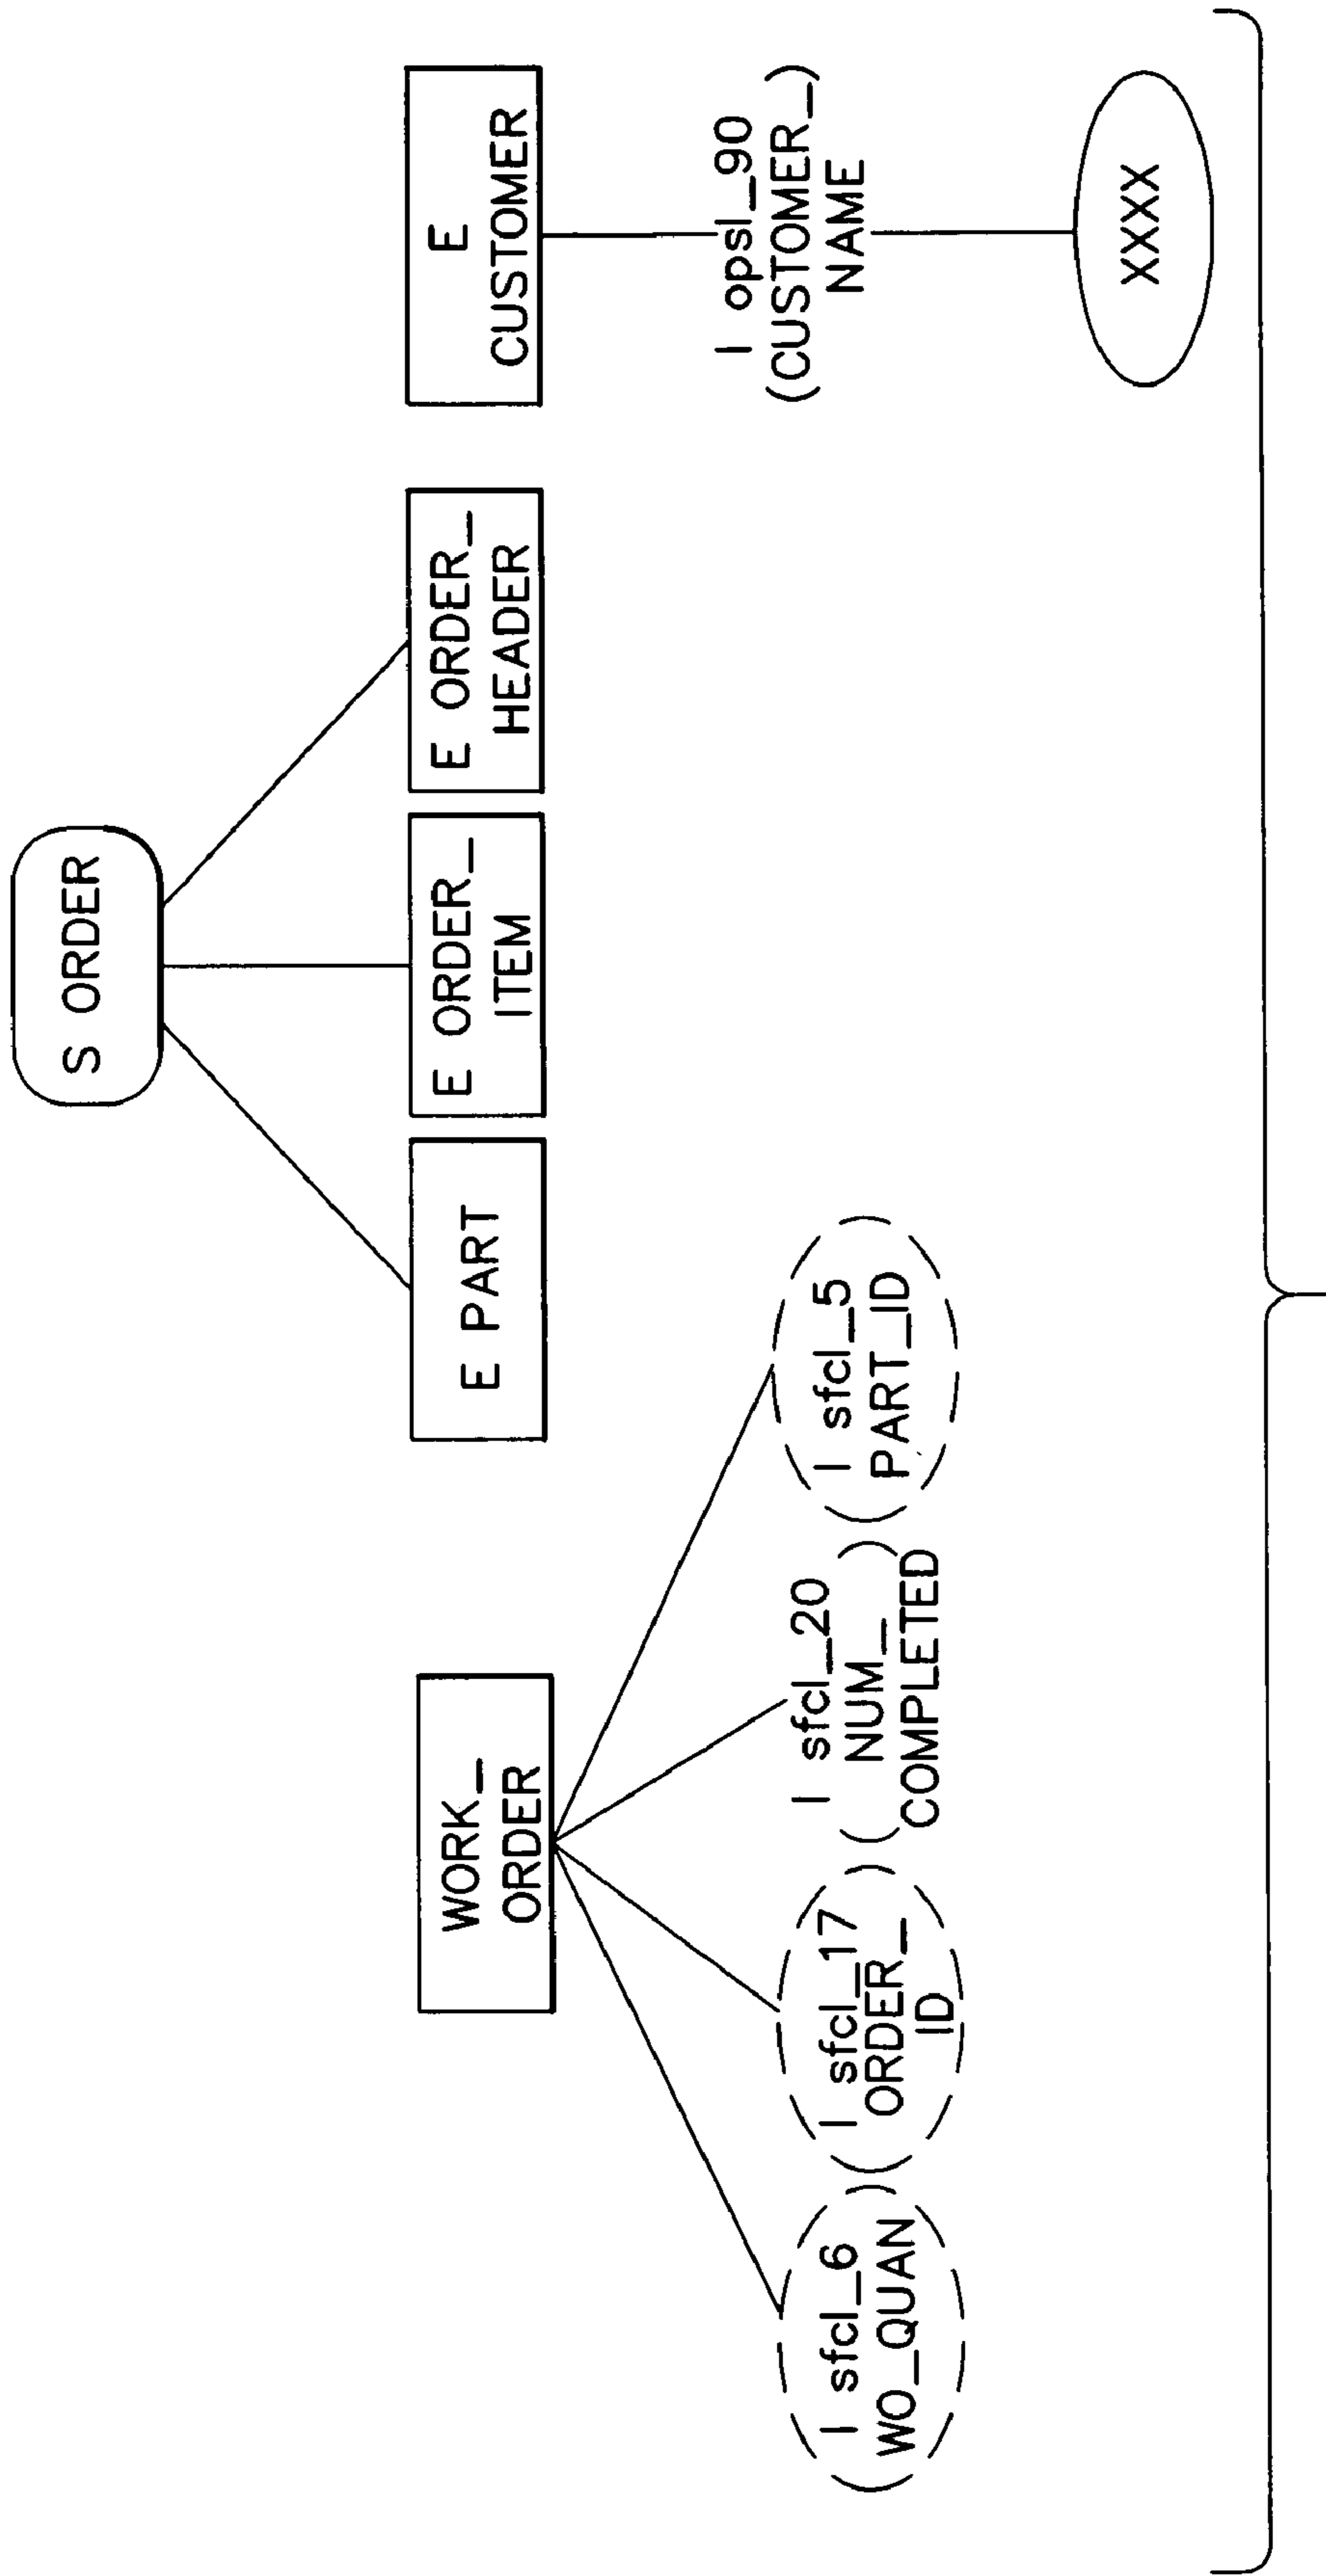 S ORDER
WORK_
ORDER
E PART
E ORDER_
ITEM
E ORDER_
HEADER
E
CUSTOMER
I sfcl_6
WO_QUAN
I sfcl_17
ORDER_
ID
I sfcl_20
NUM_
COMPLETED
I sfcl_5
PART_ID
I opsl_90
(CUSTOMER_)
NAME
XXXX